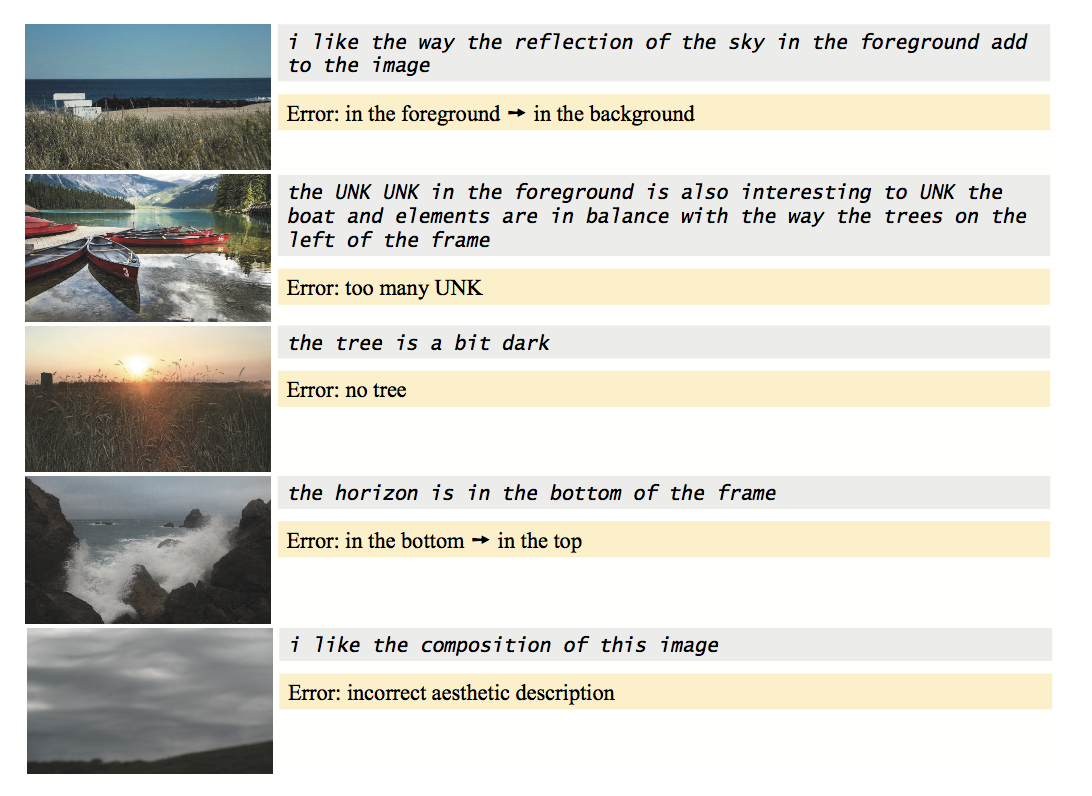 i like the way the reflection of the sky in the foreground add
to the image
Error: in the foreground → in the background
the UNK UNK in the foreground is also interesting to UNK the
boat and elements are in balance with the way the trees on the
left of the frame
Error: too many UNK
3
the tree is a bit dark
Error: no tree
the horizon is in the bottom of the frame
Error: in the bottom → in the top
i like the composition of this image
Error: incorrect aesthetic description